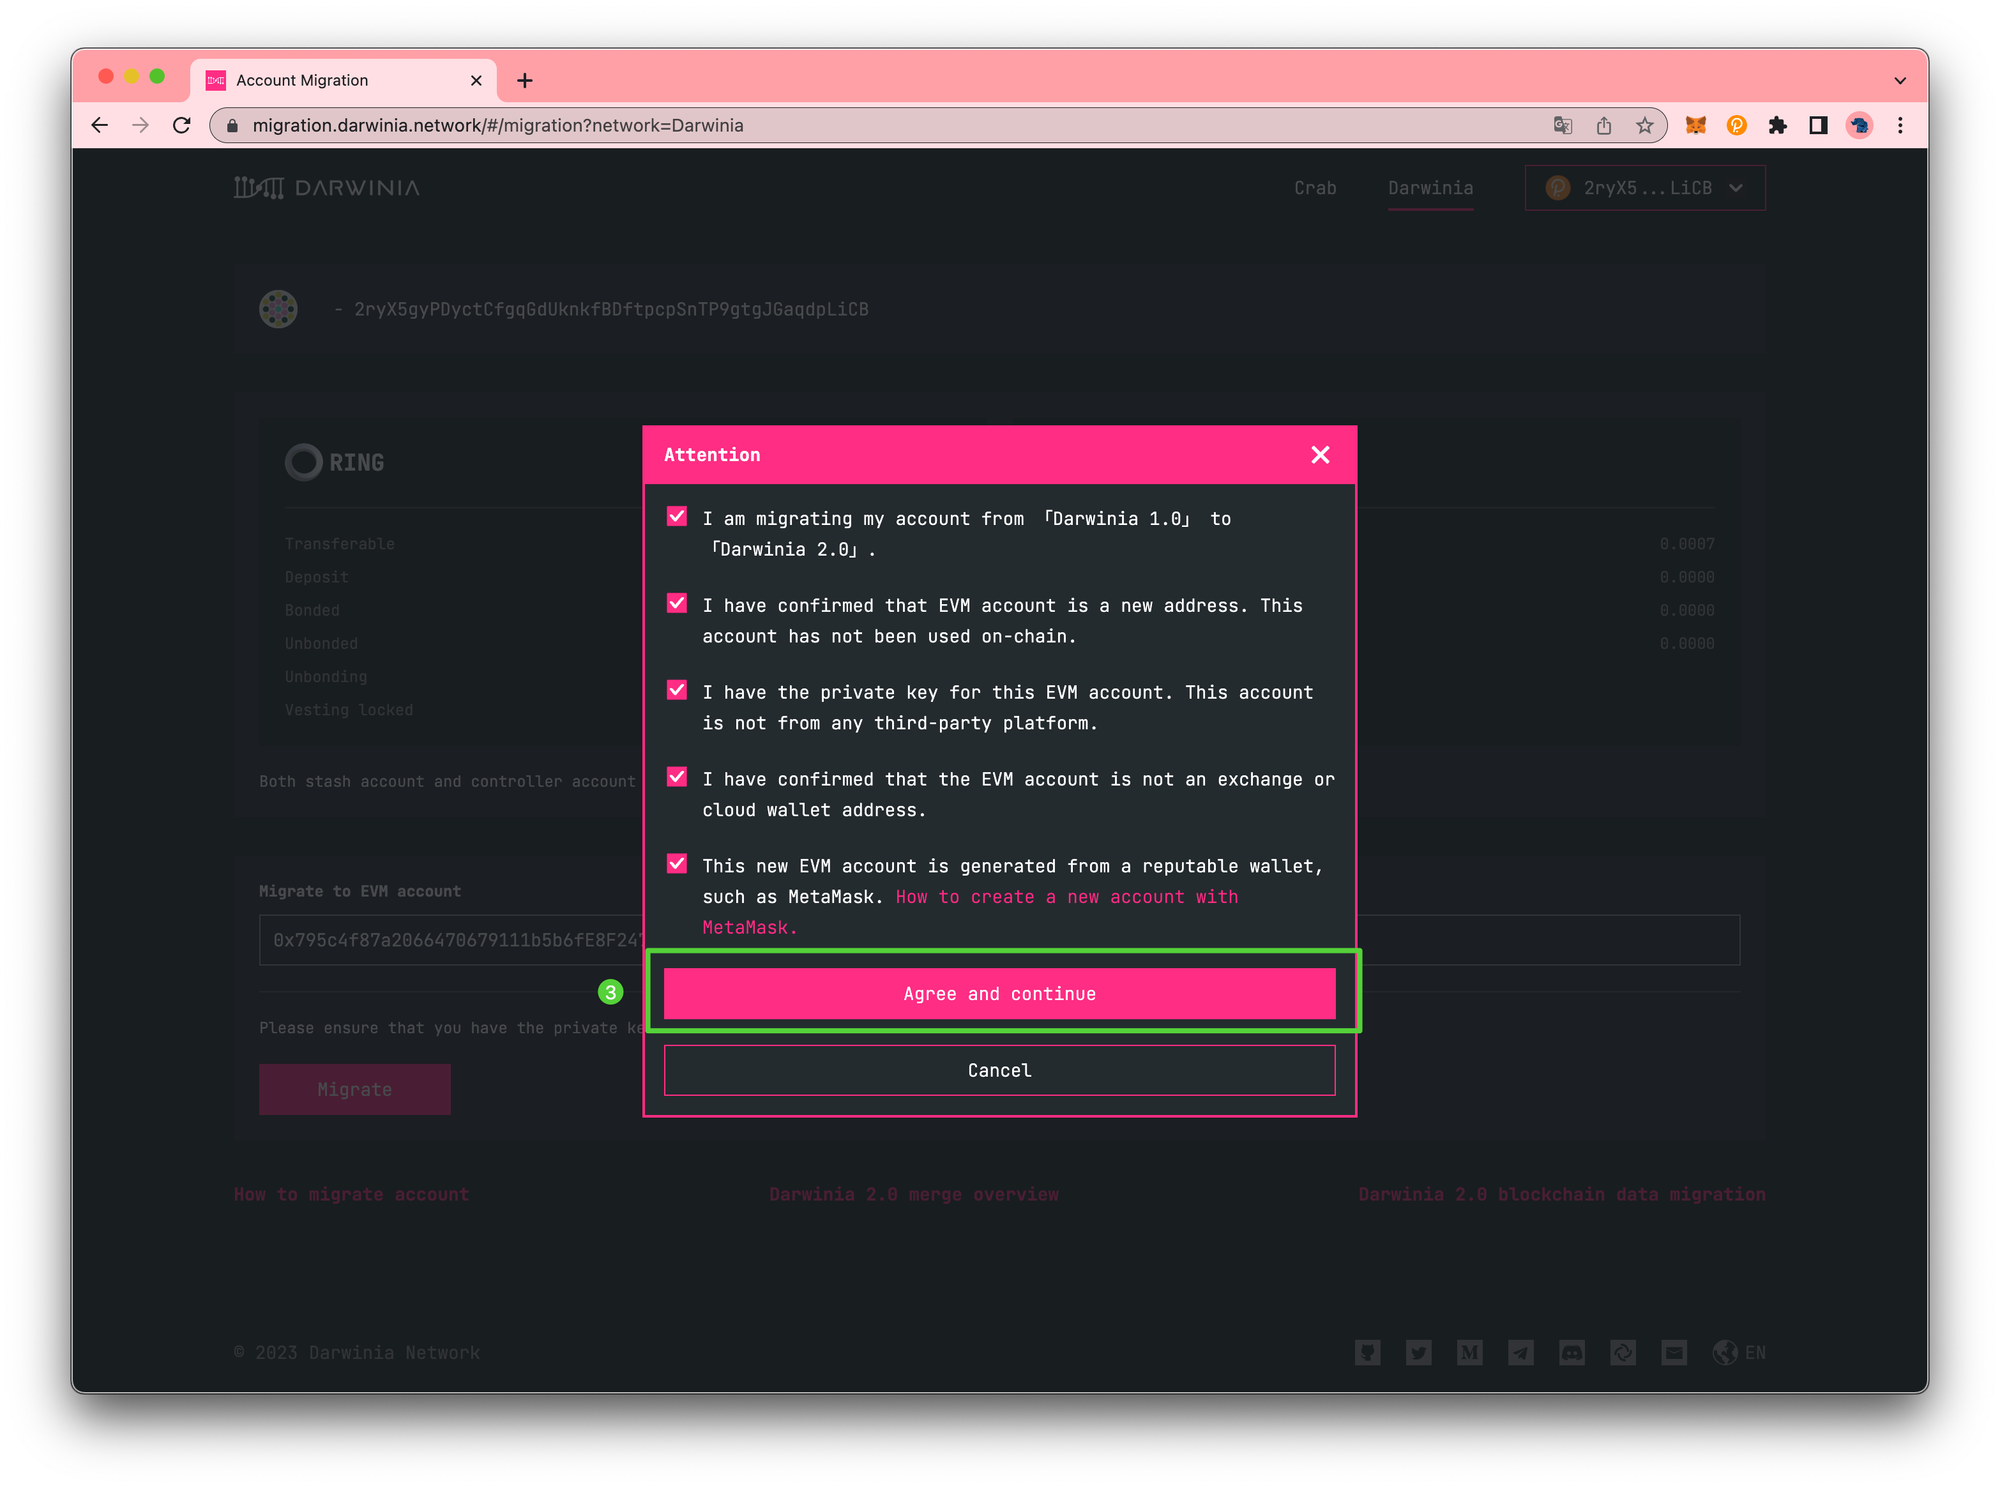 Account Migration
migration.darwinia.network/#/migration?network=Darwinia
DARWINIA
Crab
Darwinia
2ryX5...LiCB
- 2ryX5gyPDyctCfgqGdUknkfBDftpcpSnTP9gtgJGaqdpLiCB
RING
Transferable
0.0007
Deposit
0.0000
Bonded
0.0000
Unbonded
0.0000
Unbonding
Vesting locked
Both stash account and controller account
Migrate to EVM account
0x795c4f87a2066470679111b5b6fE8F247
Please ensure that you have the private ke
Migrate
Attention
I am migrating my account from 「Darwinia 1.0」 to
「Darwinia 2.0」.
I have confirmed that EVM account is a new address. This
account has not been used on-chain.
I have the private key for this EVM account. This account
is not from any third-party platform.
I have confirmed that the EVM account is not an exchange or
cloud wallet address.
This new EVM account is generated from a reputable wallet,
such as MetaMask. How to create a new account with
MetaMask.
3
Agree and continue
Cancel
How to migrate account
Darwinia 2.0 merge overview
Darwinia 2.0 blockchain data migration
© 2023 Darwinia Network
EN